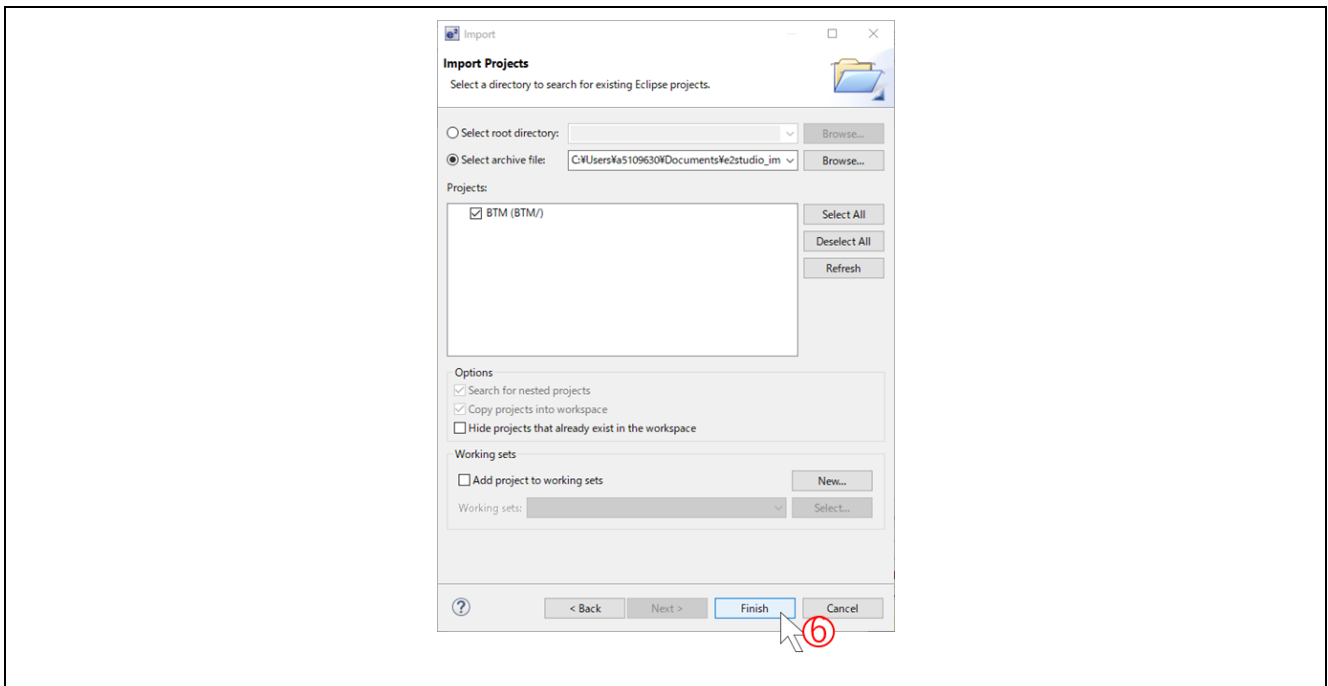 e² Import
Import Projects
Select a directory to search for existing Eclipse projects.
Select root directory: Browse...
Select archive file: C:¥Users¥a5109630¥Documents¥e2studio_im Browse...
Projects:
BTM (BTM/) Select All
Deselect All
Refresh
Options
Search for nested projects
Copy projects into workspace
Hide projects that already exist in the workspace
Working sets
Add project to working sets New...
Working sets: Select...
? < Back Next > Finish Cancel
⑥